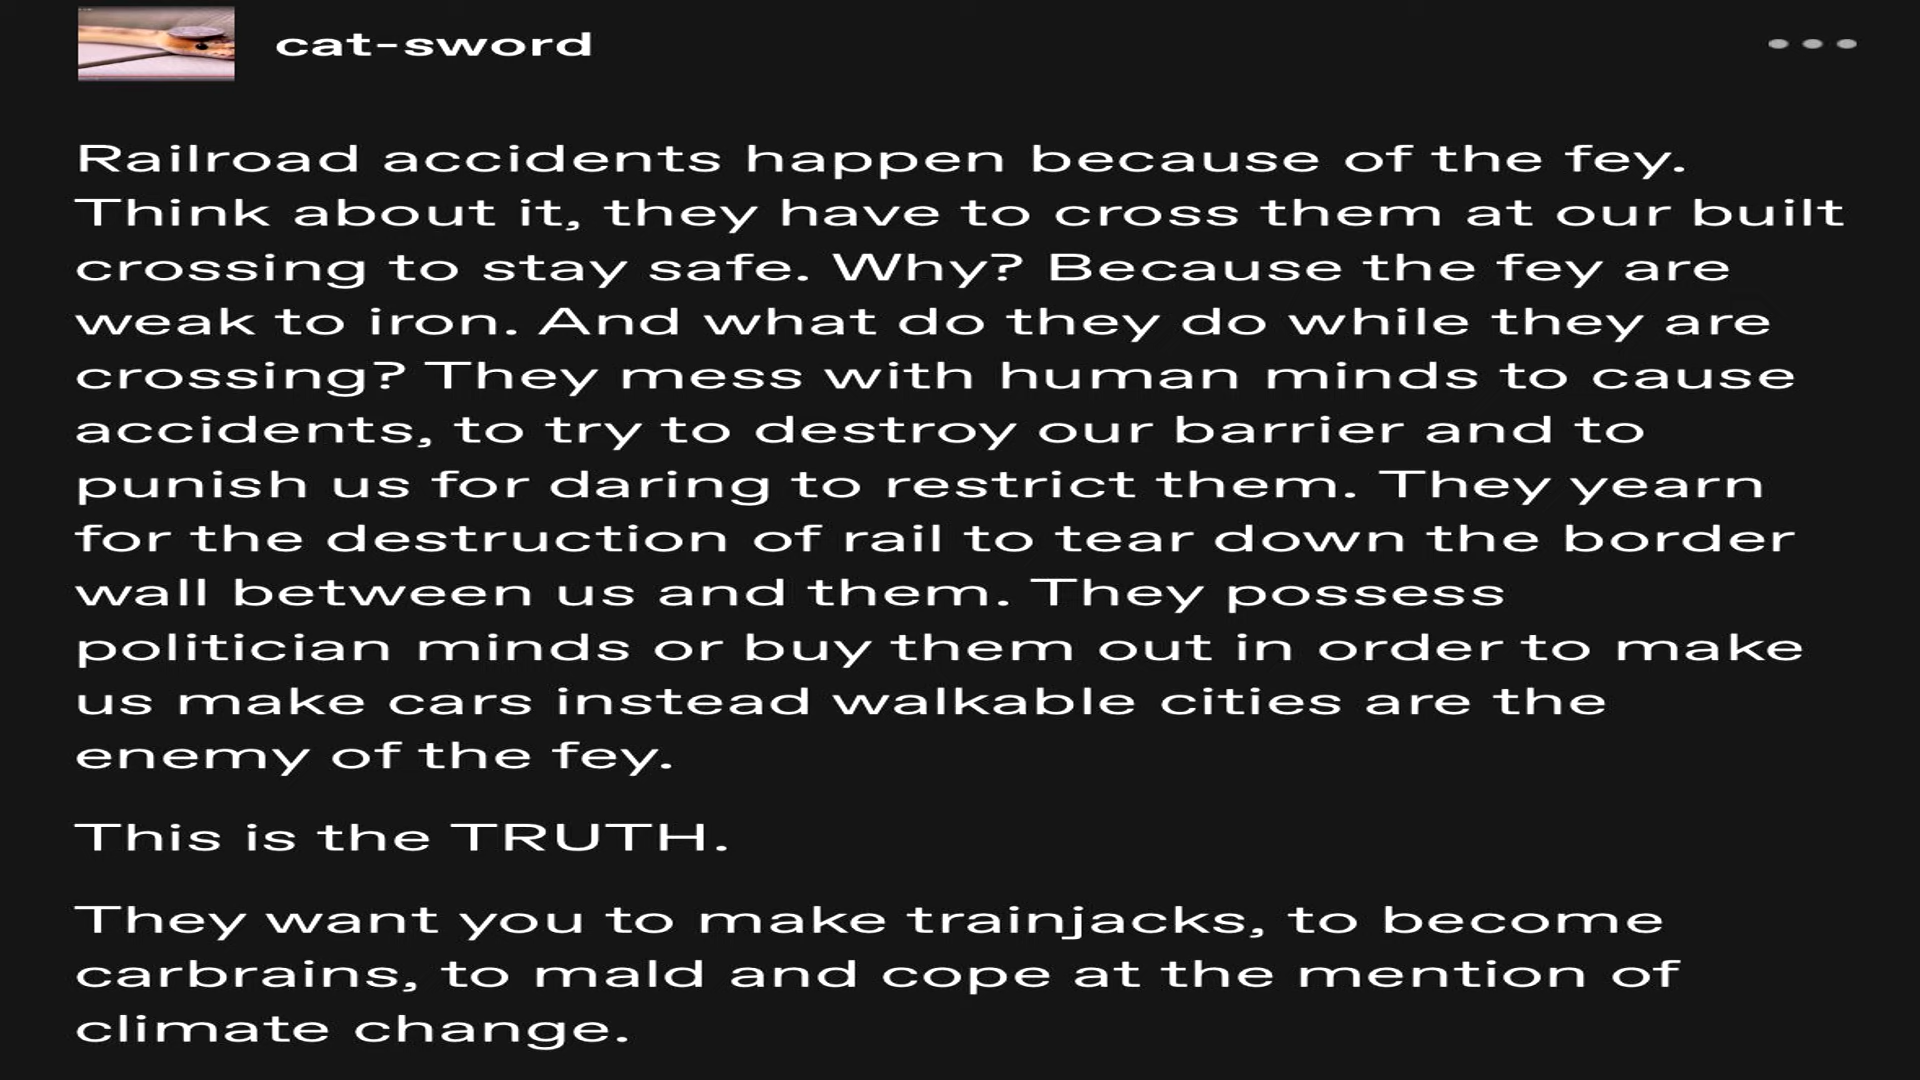 cat-sword
Railroad accidents happen because of the fey.
Think about it, they have to cross them at our built
crossing to stay safe. Why? Because the fey are
weak to iron. And what do they do while they are
crossing? They mess with human minds to cause
accidents, to try to destroy our barrier and to
punish us for daring to restrict them. They yearn
for the destruction of rail to tear down the border
wall between us and them. They possess
politician minds or buy them out in order to make
us make cars instead walkable cities are the
enemy of the fey.
This is the TRUTH.
They want you to make trainjacks, to become
carbrains, to mald and cope at the mention of
climate change.